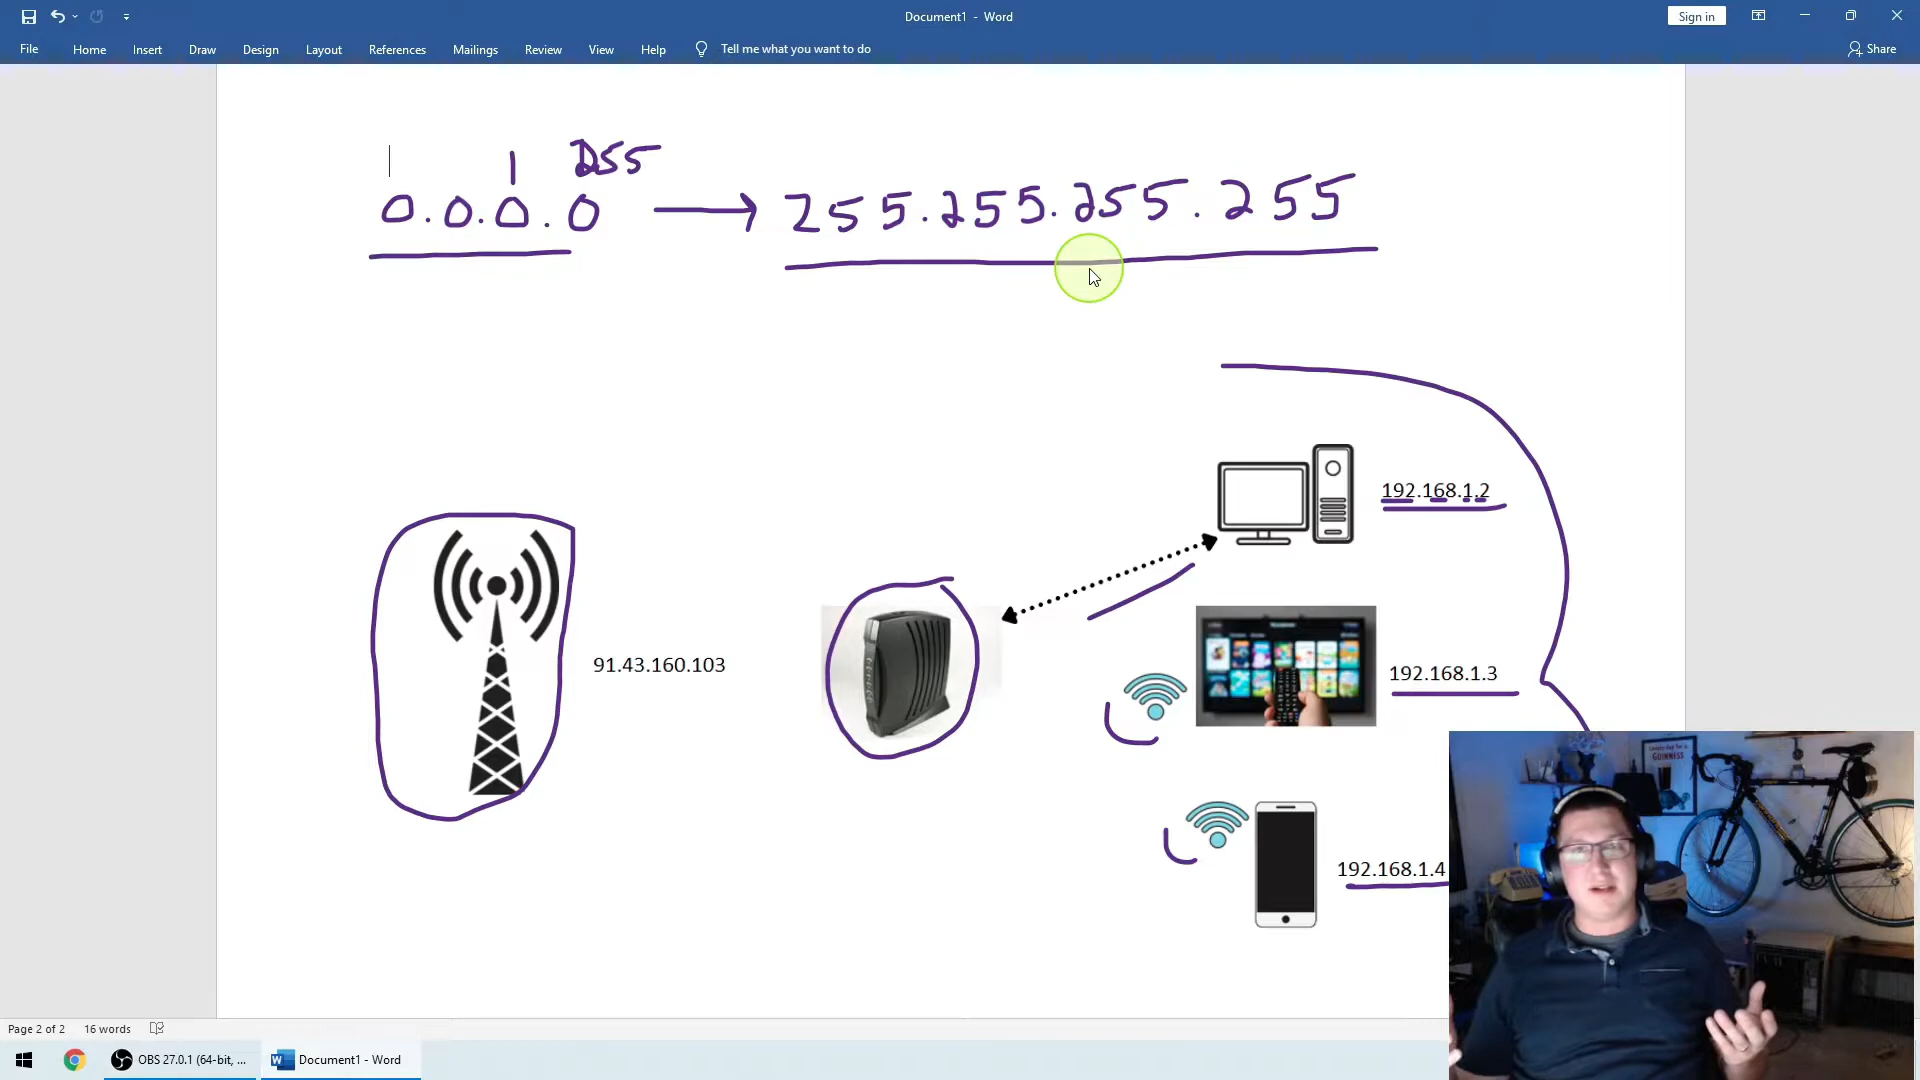 Document1 - Word
Sign in
File Home Insert Draw Design Layout References Mailings Review View Help Tell me what you want to do
Share
1 255
0.0.0.0 → 255.255.255.255
192.168.1.2
91.43.160.103
192.168.1.3
192.168.1.4
GUINNESS
Page 2 of 2 16 words
OBS 27.0.1 (64-bit, ...
Document1 - Word